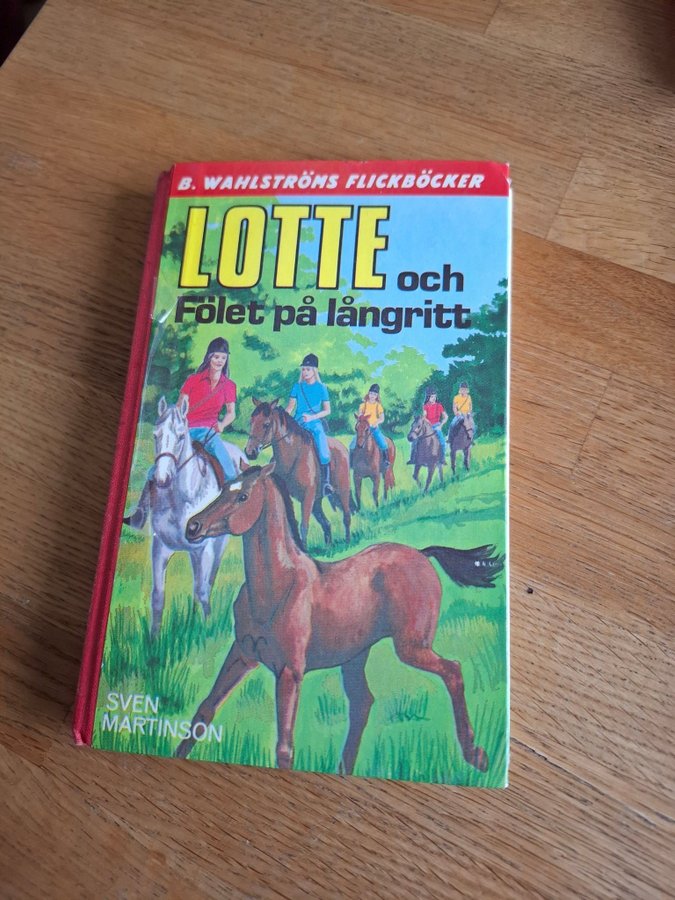 B. WAHLSTRÖMS FLICKBÖCKER
LOTTE och
Fölet på långritt
SVEN
MARTINSON